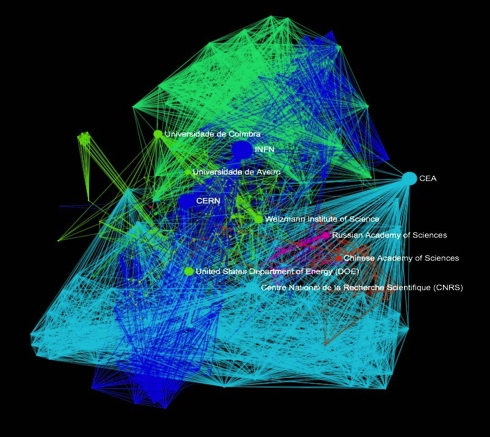 Universidade de Coimbra
INFN
Universidade de Aveiro
CEA
CERN
Weizmann Institute of Science
Russian Academy of Sciences
Chinese Academy of Sciences
United States Department of Energy (DOE)
Centre National de la Recherche Scientifique (CNRS)